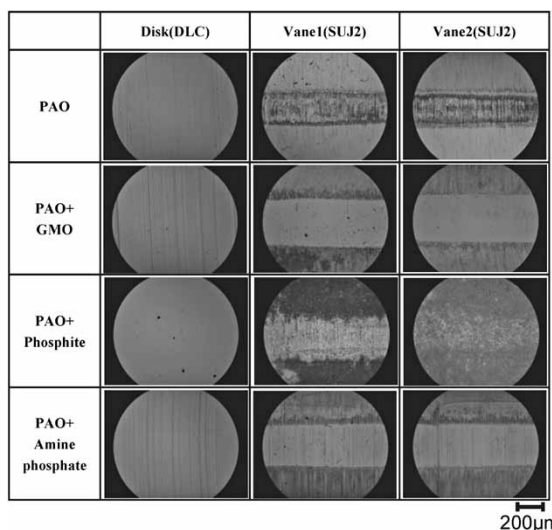 Disk(DLC) Vane1(SUJ2) Vane2(SUJ2)
PAO
PAO+
GMO
PAO+
Phosphite
PAO+
Amine
phosphate
200μm